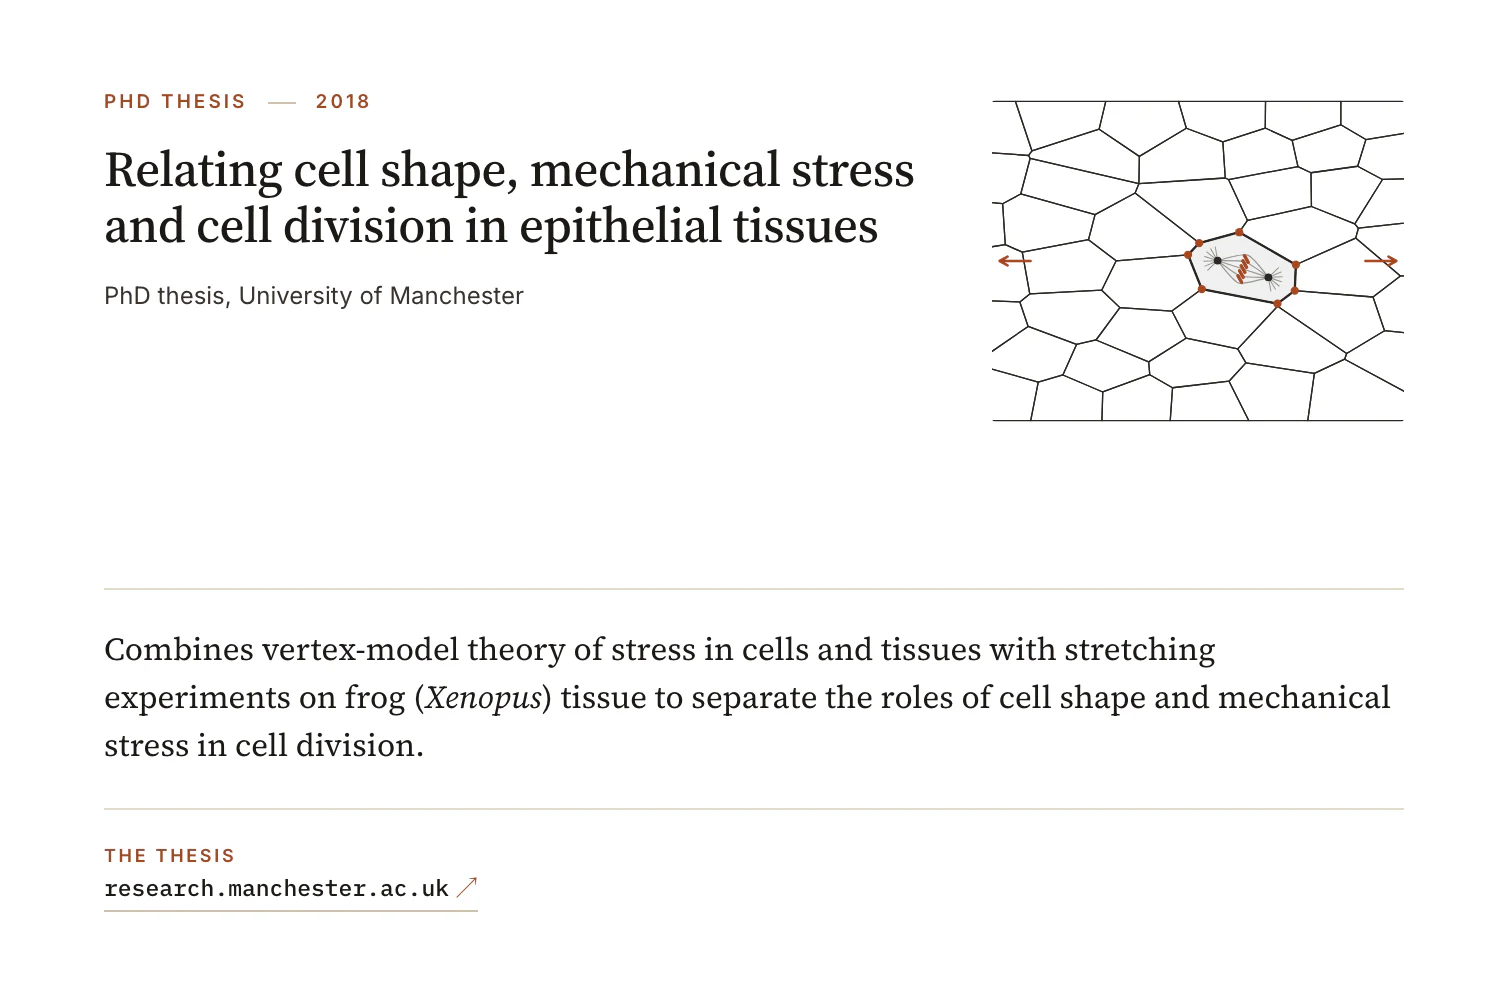 PHD THESIS — 2018
Relating cell shape, mechanical stress
and cell division in epithelial tissues
PhD thesis, University of Manchester
Combines vertex-model theory of stress in cells and tissues with stretching
experiments on frog (Xenopus) tissue to separate the roles of cell shape and mechanical
stress in cell division.
THE THESIS
research.manchester.ac.uk ↗